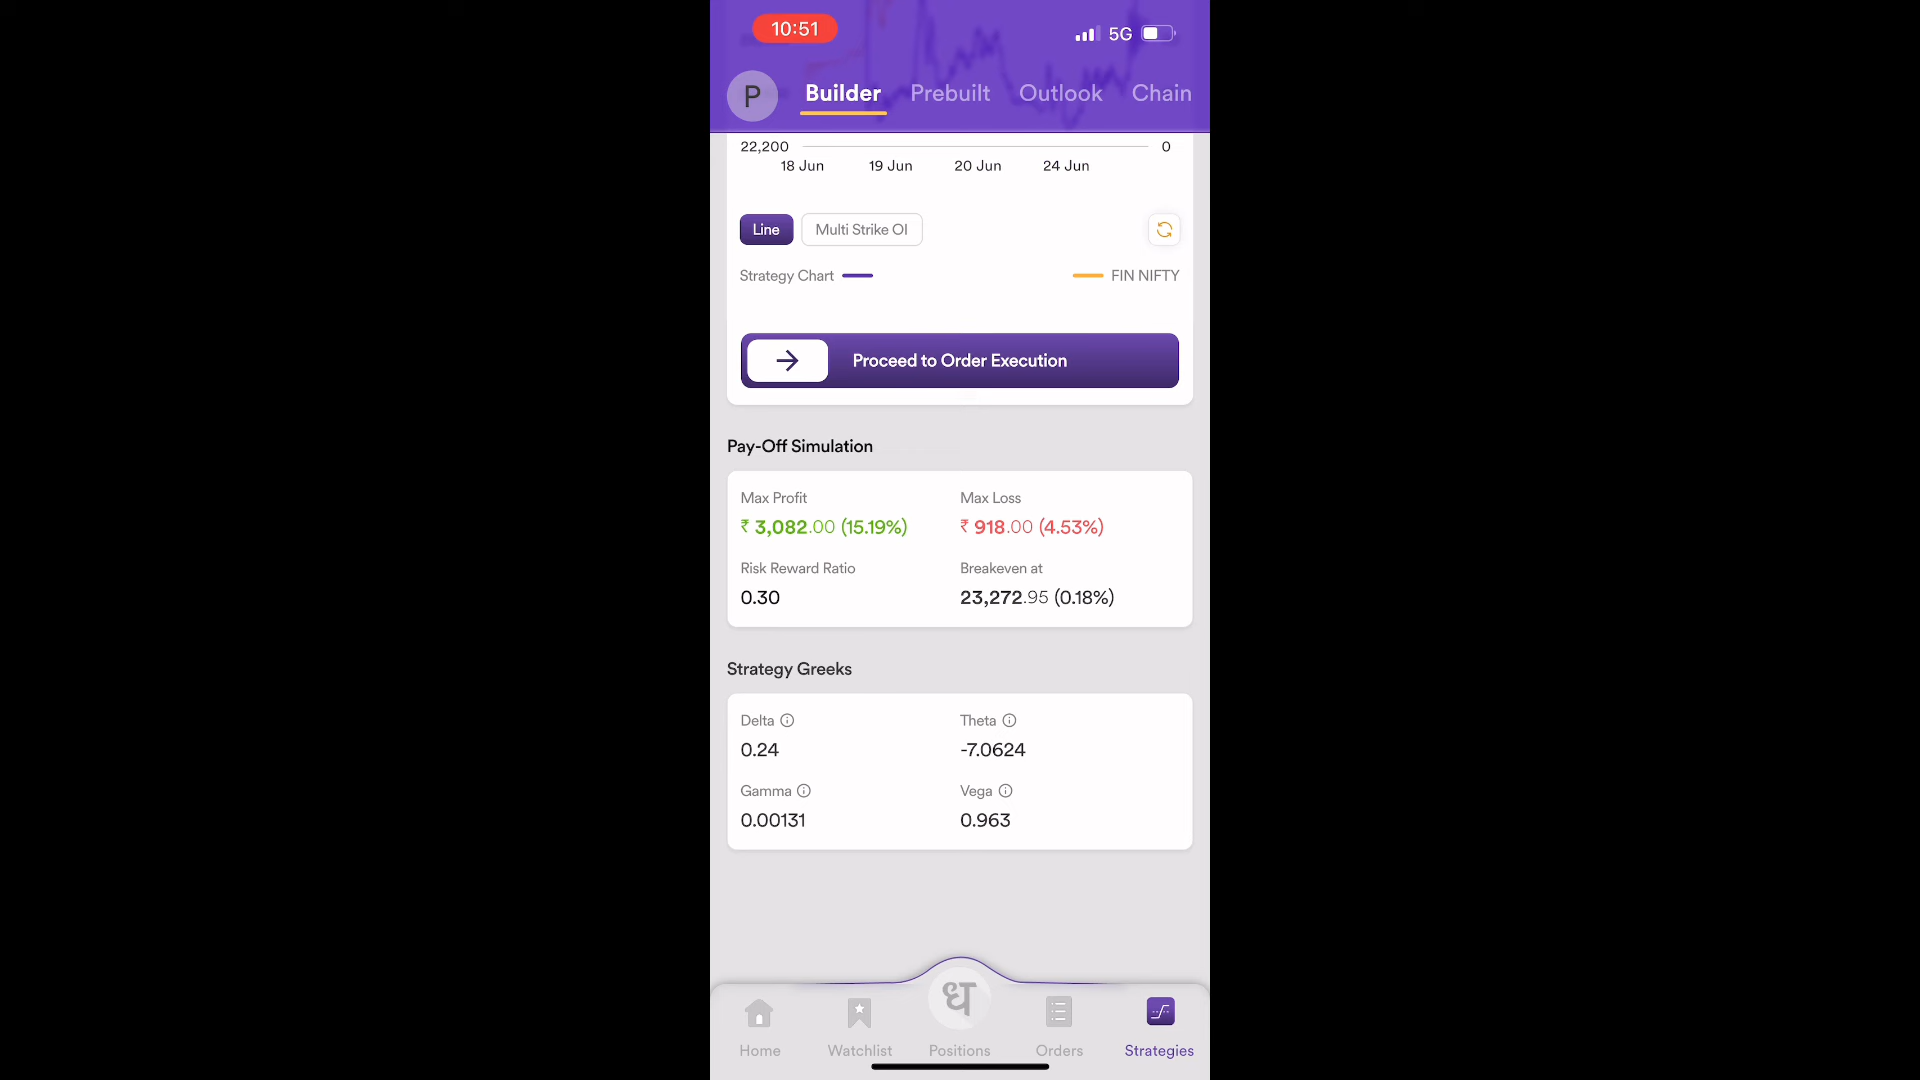 10:51
5G
P Builder Prebuilt Outlook Chain
22,200 0
18 Jun 19 Jun 20 Jun 24 Jun
Line Multi Strike OI
Strategy Chart FIN NIFTY
Proceed to Order Execution
Pay-Off Simulation
Max Profit Max Loss
₹ 3,082.00 (15.19%) ₹ 918.00 (4.53%)
Risk Reward Ratio Breakeven at
0.30 23,272.95 (0.18%)
Strategy Greeks
Delta Theta
0.24 -7.0624
Gamma Vega
0.00131 0.963
ध
Home Watchlist Positions Orders Strategies